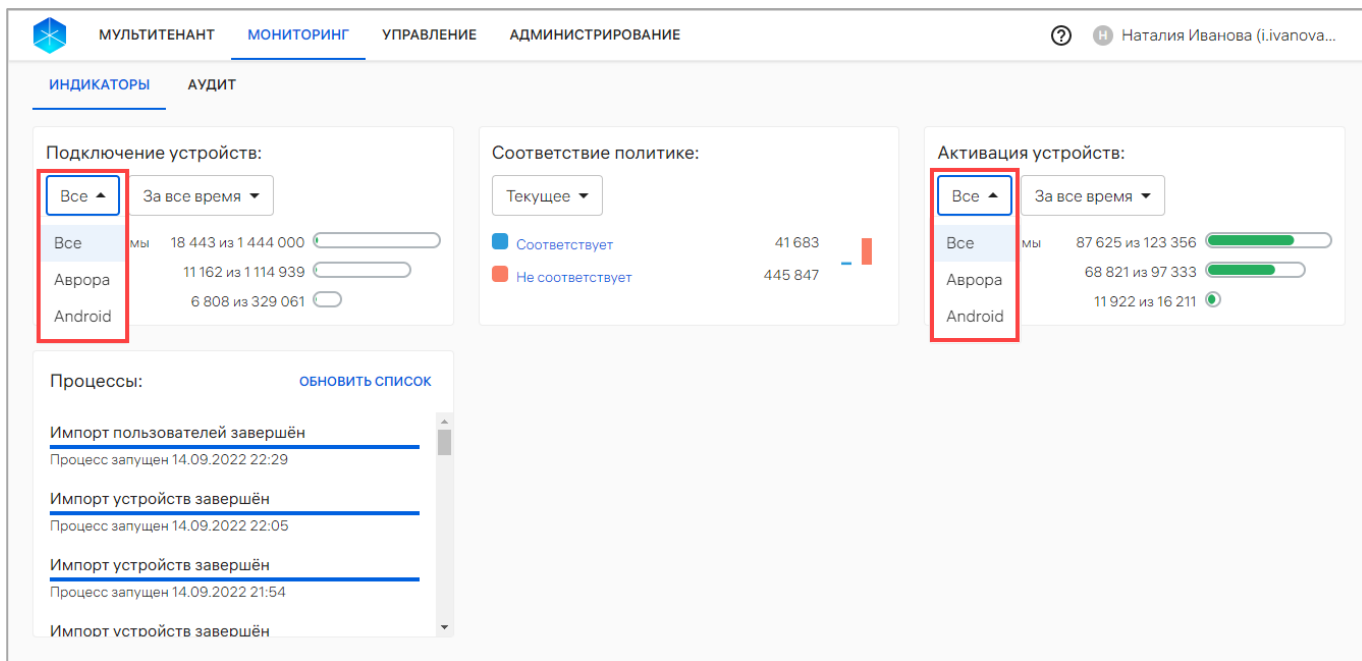 МУЛЬТИТЕНАНТ МОНИТОРИНГ УПРАВЛЕНИЕ АДМИНИСТРИРОВАНИЕ ? Н Наталия Иванова (i.ivanova...
ИНДИКАТОРЫ АУДИТ
Подключение устройств:
Все За все время
Все
Аврора
Android
мы 18 443 из 1 444 000
11 162 из 1 114 939
6 808 из 329 061
Соответствие политике:
Текущее
Соответствует 41 683
Не соответствует 445 847
Активация устройств:
Все За все время
Все
Аврора
Android
мы 87 625 из 123 356
68 821 из 97 333
11 922 из 16 211
Процессы: ОБНОВИТЬ СПИСОК
Импорт пользователей завершён
Процесс запущен 14.09.2022 22:29
Импорт устройств завершён
Процесс запущен 14.09.2022 22:05
Импорт устройств завершён
Процесс запущен 14.09.2022 21:54
Импорт устройств завершён